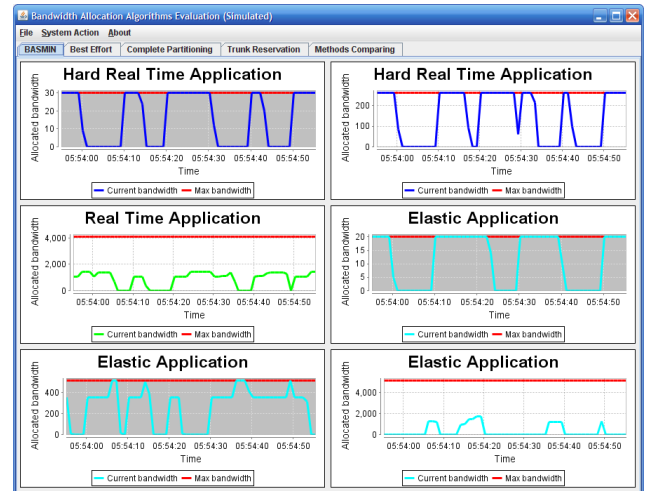 Bandwidth Allocation Algorithms Evaluation (Simulated)
File System Action About
BASMIN Best Effort Complete Partitioning Trunk Reservation Methods Comparing
Hard Real Time Application
Allocated bandwidth
30
20
10
0
05:54:00 05:54:10 05:54:20 05:54:30 05:54:40 05:54:50
Time
Current bandwidth Max bandwidth
Hard Real Time Application
Allocated bandwidth
200
100
0
05:54:00 05:54:10 05:54:20 05:54:30 05:54:40 05:54:50
Time
Current bandwidth Max bandwidth
Real Time Application
Allocated bandwidth
4,000
2,000
0
05:54:00 05:54:10 05:54:20 05:54:30 05:54:40 05:54:50
Time
Current bandwidth Max bandwidth
Elastic Application
Allocated bandwidth
20
15
10
5
0
05:54:00 05:54:10 05:54:20 05:54:30 05:54:40 05:54:50
Time
Current bandwidth Max bandwidth
Elastic Application
Allocated bandwidth
400
200
0
05:54:00 05:54:10 05:54:20 05:54:30 05:54:40 05:54:50
Time
Current bandwidth Max bandwidth
Elastic Application
Allocated bandwidth
4,000
2,000
0
05:54:00 05:54:10 05:54:20 05:54:30 05:54:40 05:54:50
Time
Current bandwidth Max bandwidth